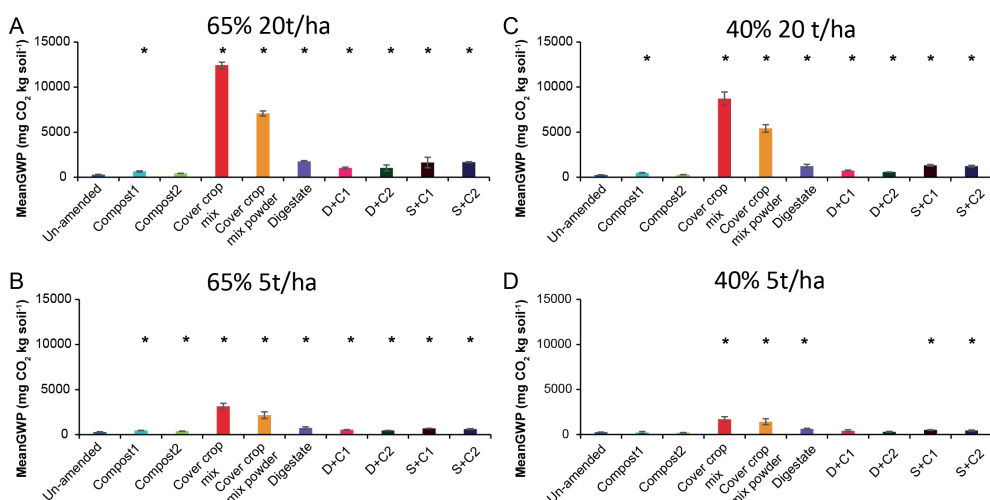 A
65% 20t/ha
MeanGWP (mg CO₂ kg soil⁻¹)
15000
10000
5000
0
* * * * * * * *
Un-amended
Compost1
Compost2
Cover crop
mix
Cover crop
mix powder
Digestate
D+C1
D+C2
S+C1
S+C2
C
40% 20 t/ha
MeanGWP (mg CO₂ kg soil⁻¹)
15000
10000
5000
0
* * * * * * * *
Un-amended
Compost1
Compost2
Cover crop
mix
Cover crop
mix powder
Digestate
D+C1
D+C2
S+C1
S+C2
B
65% 5t/ha
MeanGWP (mg CO₂ kg soil⁻¹)
15000
10000
5000
0
* * * * * * * * *
Un-amended
Compost1
Compost2
Cover crop
mix
Cover crop
mix powder
Digestate
D+C1
D+C2
S+C1
S+C2
D
40% 5t/ha
MeanGWP (mg CO₂ kg soil⁻¹)
15000
10000
5000
0
* * * * *
Un-amended
Compost1
Compost2
Cover crop
mix
Cover crop
mix powder
Digestate
D+C1
D+C2
S+C1
S+C2